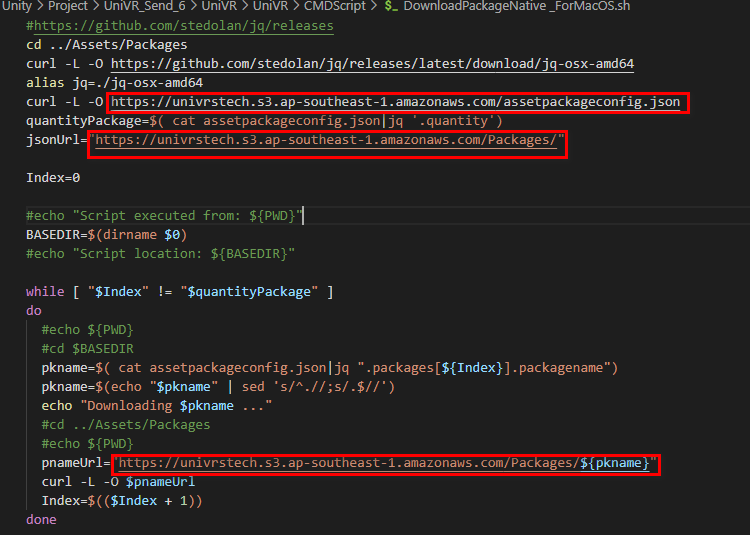 Unity > Project > UniVR_Send_6 > UniVR > UniVR > CMDScript > $_ DownloadPackageNative _ForMacOS.sh
#https://github.com/stedolan/jq/releases
cd ../Assets/Packages
curl -L -O https://github.com/stedolan/jq/releases/latest/download/jq-osx-amd64
alias jq=./jq-osx-amd64
curl -L -O https://univrstech.s3.ap-southeast-1.amazonaws.com/assetpackageconfig.json
quantityPackage=$( cat assetpackageconfig.json|jq '.quantity')
jsonUrl="https://univrstech.s3.ap-southeast-1.amazonaws.com/Packages/"
Index=0
#echo "Script executed from: ${PWD}"
BASEDIR=$(dirname $0)
#echo "Script location: ${BASEDIR}"
while [ "$Index" != "$quantityPackage" ]
do
#echo ${PWD}
#cd $BASEDIR
pkname=$( cat assetpackageconfig.json|jq ".packages[${Index}].packagename")
pkname=$(echo "$pkname" | sed 's/^.//;s/.$//')
echo "Downloading $pkname ..."
#cd ../Assets/Packages
#echo ${PWD}
pnameUrl="https://univrstech.s3.ap-southeast-1.amazonaws.com/Packages/${pkname}"
curl -L -O $pnameUrl
Index=$(($Index + 1))
done